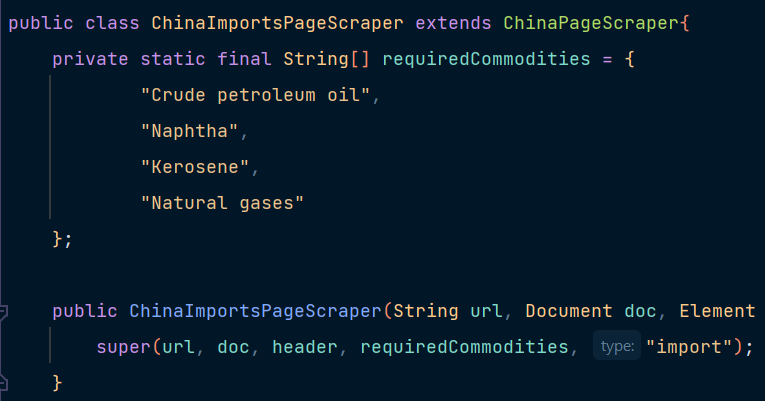 public class ChinaImportsPageScraper extends ChinaPageScraper{
    private static final String[] requiredCommodities = {
            "Crude petroleum oil",
            "Naphtha",
            "Kerosene",
            "Natural gases"
    };
    public ChinaImportsPageScraper(String url, Document doc, Element
        super(url, doc, header, requiredCommodities, type: "import");
    }